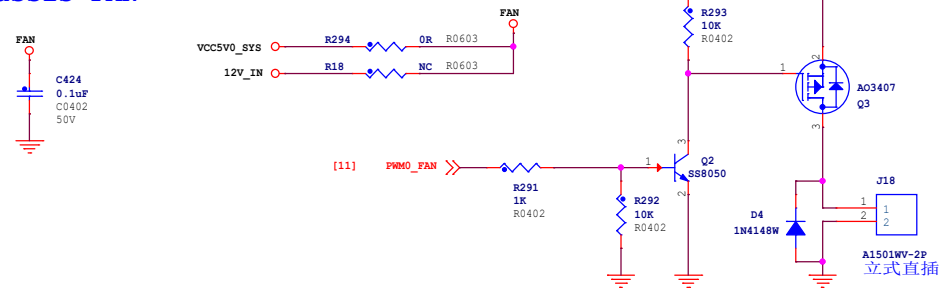 FAN
C424
0.1uF
C0402
50V
FAN
VCC5V0_SYS
R294
0R
R0603
12V_IN
R18
NC
R0603
R293
10K
R0402
1
2
3
AO3407
Q3
[11]
PWM0_FAN
R291
1K
R0402
R292
10K
R0402
1
3
2
Q2
SS8050
D4
1N4148W
J18
1
2
1
2
A1501WV-2P
立式直插